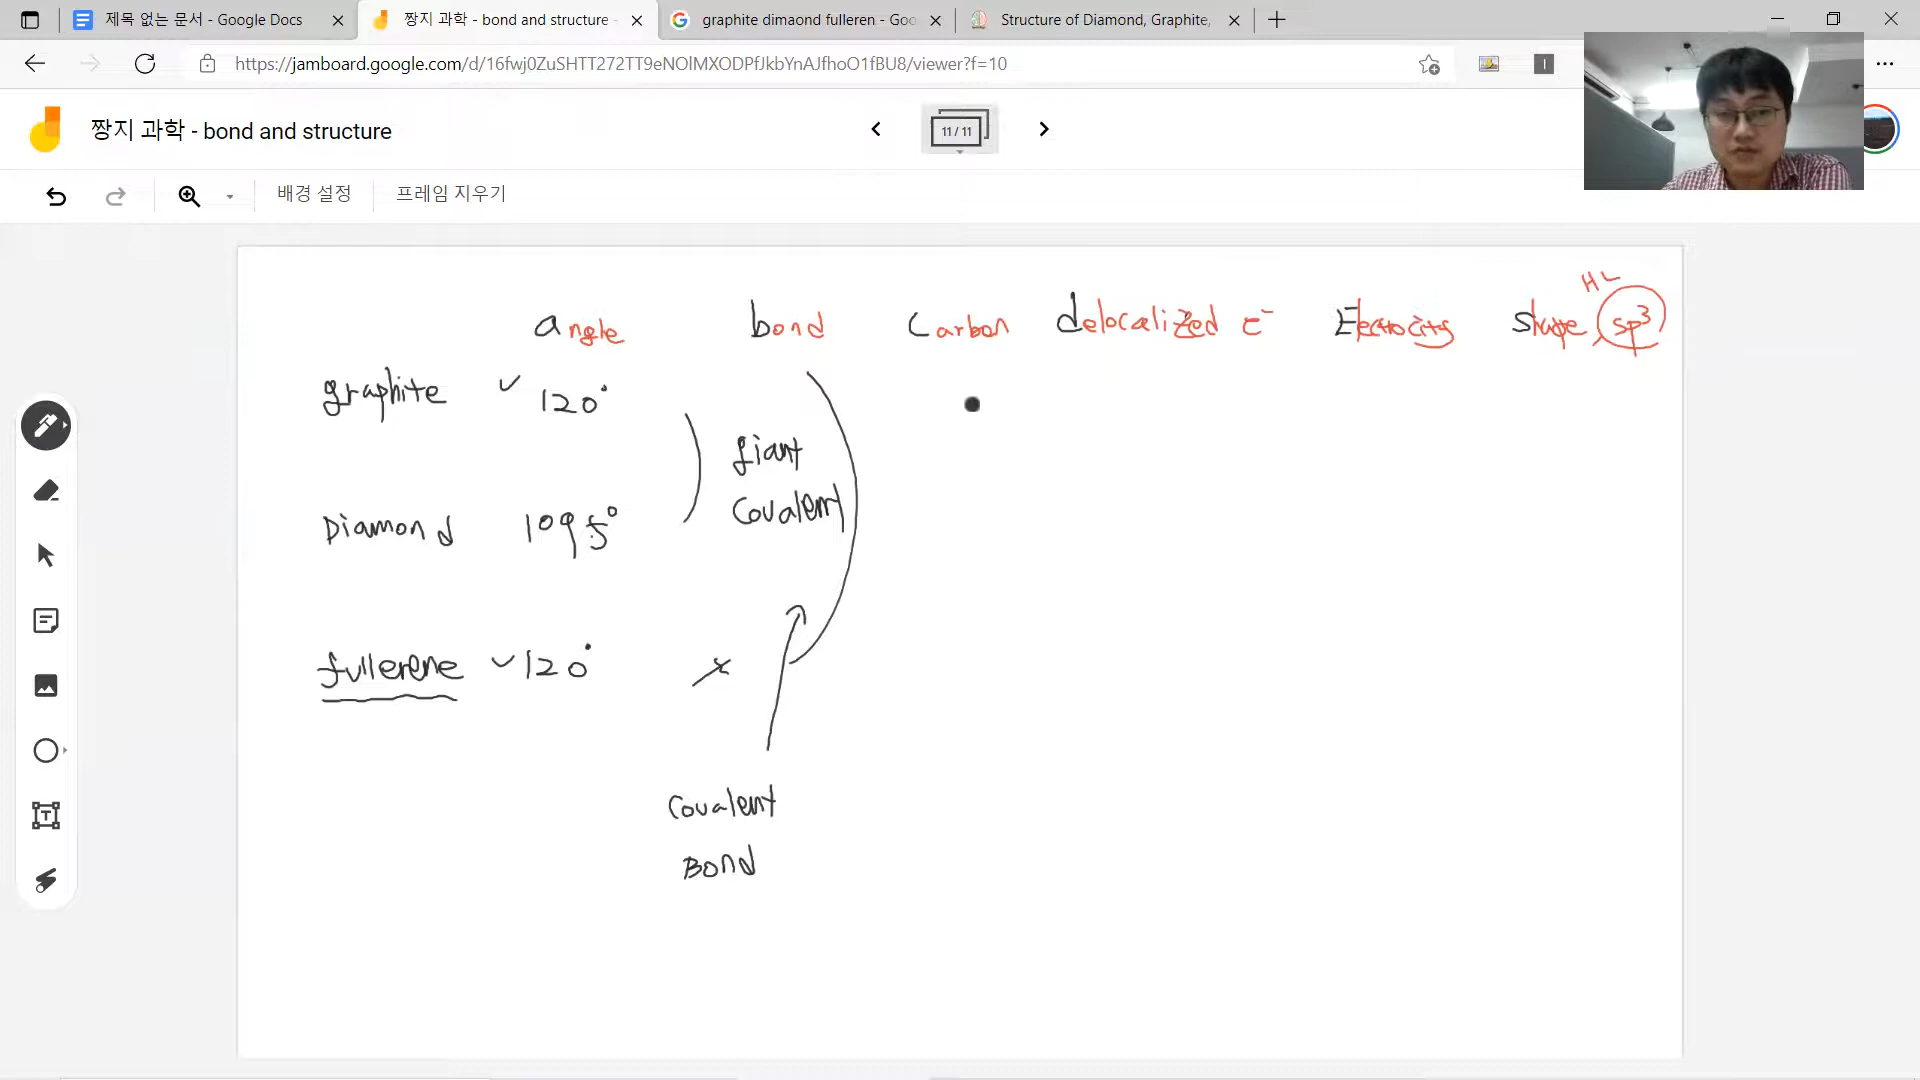 제목 없는 문서 - Google Docs
짱지 과학 - bond and structure -
graphite dimaond fulleren - Goo
Structure of Diamond, Graphite,
https://jamboard.google.com/d/16fwj0ZuSHTT272TT9eNOlMXODPfJkbYnAJfhoO1fBU8/viewer?f=10
짱지 과학 - bond and structure
11 / 11
배경 설정
프레임 지우기
HL
angle bond Carbon delocalized e⁻ Electrocity Shape sp³
graphite ✓ 120°
giant
Covalent
Diamond 109.5°
fullerene ✓ 120° ×
Covalent
Bond